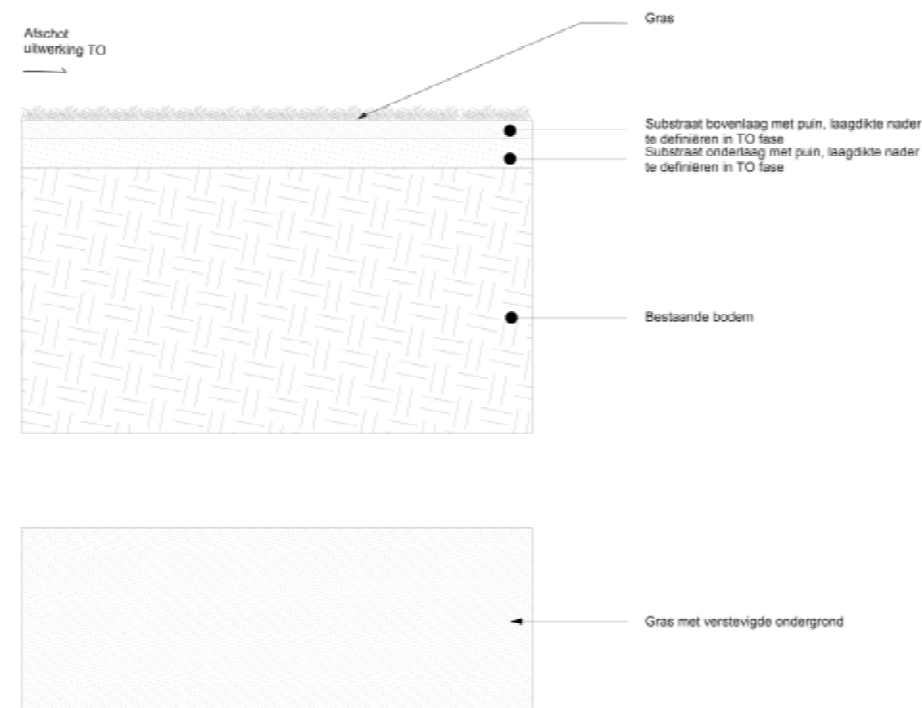 Gras
Afschot
uitwerking TO
Substraat bovenlaag met puin, laagdikte nader
te definiëren in TO fase
Substraat onderlaag met puin, laagdikte nader
te definiëren in TO fase
Bestaande bodem
Gras met verstevigde ondergrond